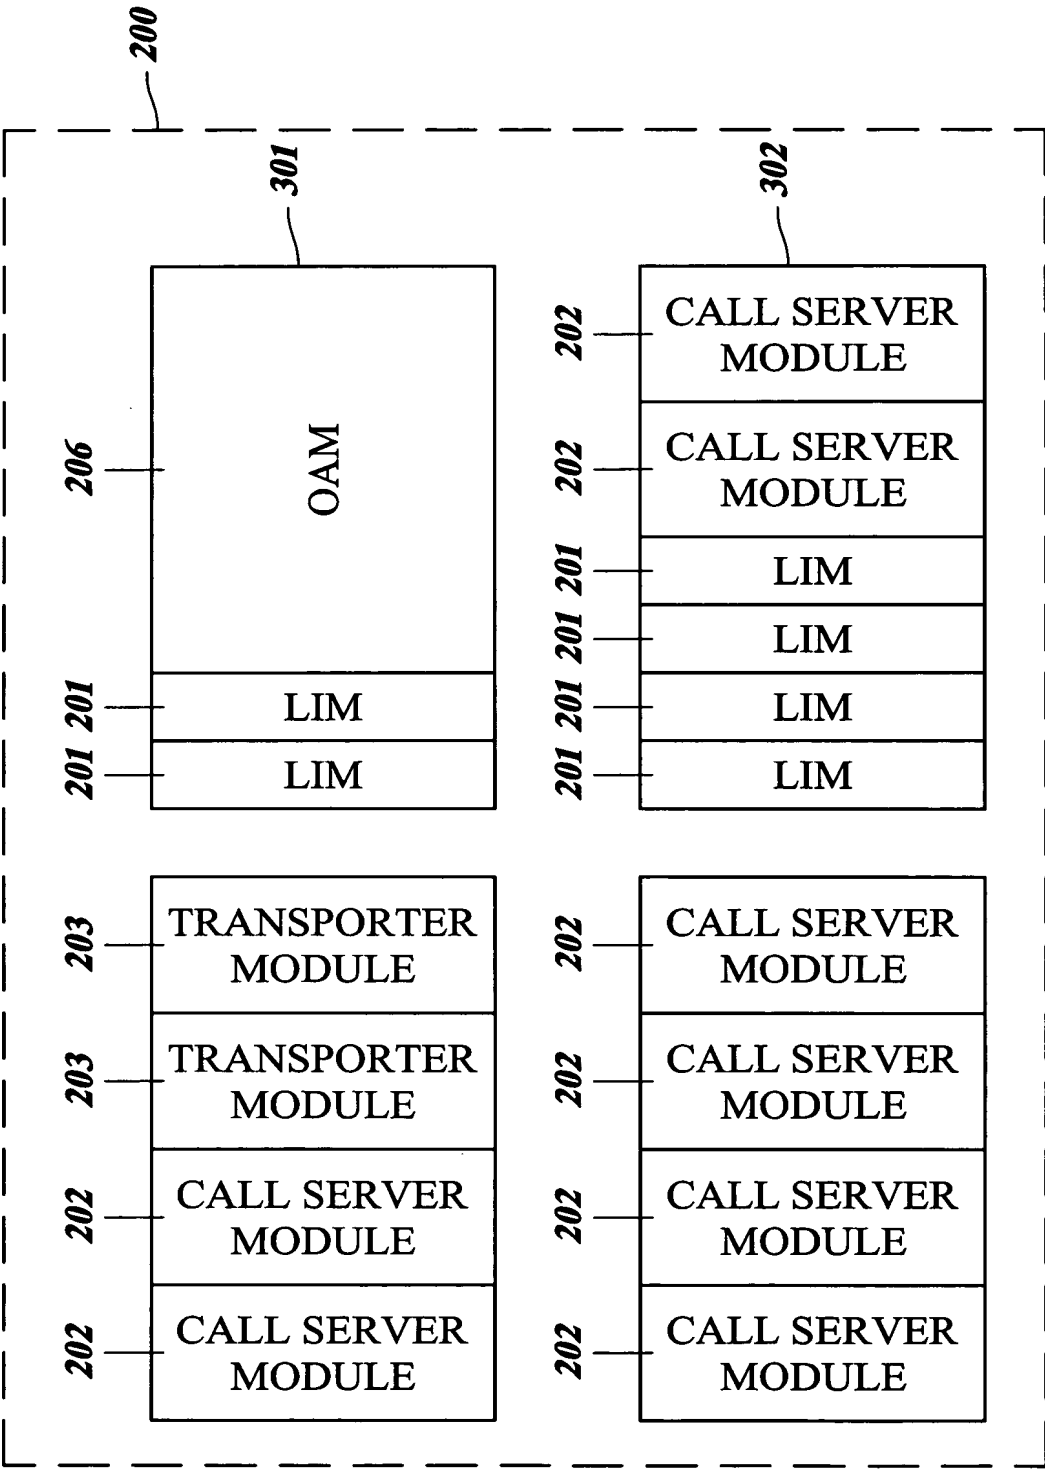 200
301
302
206
OAM
202
CALL SERVER
MODULE
202
CALL SERVER
MODULE
201
LIM
201
LIM
201
LIM
201
LIM
201
LIM
201
LIM
203
TRANSPORTER
MODULE
202
CALL SERVER
MODULE
203
TRANSPORTER
MODULE
202
CALL SERVER
MODULE
202
CALL SERVER
MODULE
202
CALL SERVER
MODULE
202
CALL SERVER
MODULE
202
CALL SERVER
MODULE